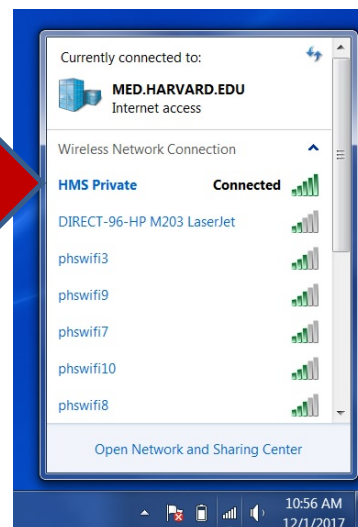 Currently connected to:
MED.HARVARD.EDU
Internet access
Wireless Network Connection
HMS Private Connected
DIRECT-96-HP M203 LaserJet
phswifi3
phswifi9
phswifi7
phswifi10
phswifi8
Open Network and Sharing Center
10:56 AM
12/1/2017